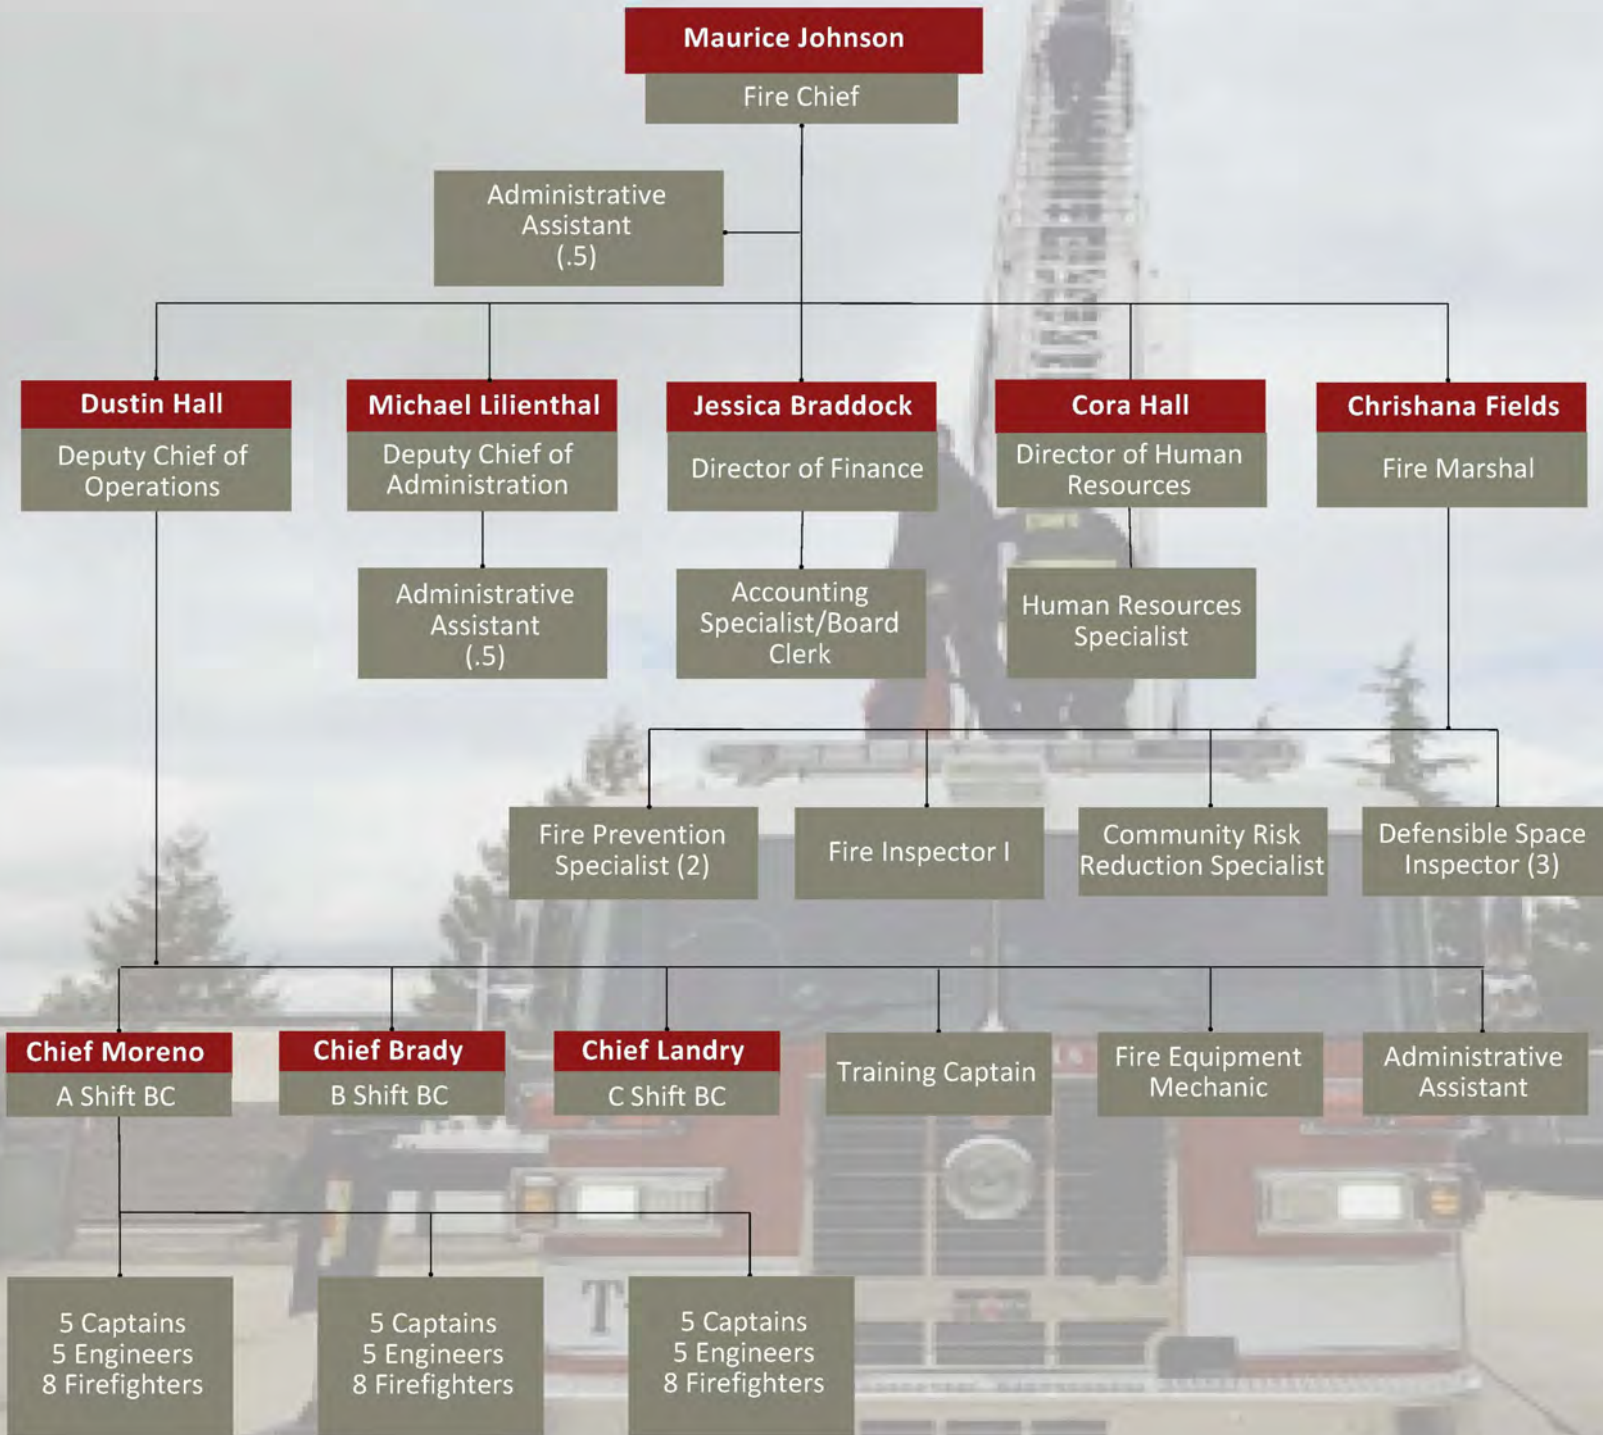 Maurice Johnson
Fire Chief
Administrative
Assistant
(.5)
Dustin Hall
Deputy Chief of
Operations
Michael Lilienthal
Deputy Chief of
Administration
Jessica Braddock
Director of Finance
Cora Hall
Director of Human
Resources
Chrishana Fields
Fire Marshal
Administrative
Assistant
(.5)
Accounting
Specialist/Board
Clerk
Human Resources
Specialist
Fire Prevention
Specialist (2)
Fire Inspector I
Community Risk
Reduction Specialist
Defensible Space
Inspector (3)
Chief Moreno
A Shift BC
Chief Brady
B Shift BC
Chief Landry
C Shift BC
Training Captain
Fire Equipment
Mechanic
Administrative
Assistant
5 Captains
5 Engineers
8 Firefighters
5 Captains
5 Engineers
8 Firefighters
5 Captains
5 Engineers
8 Firefighters